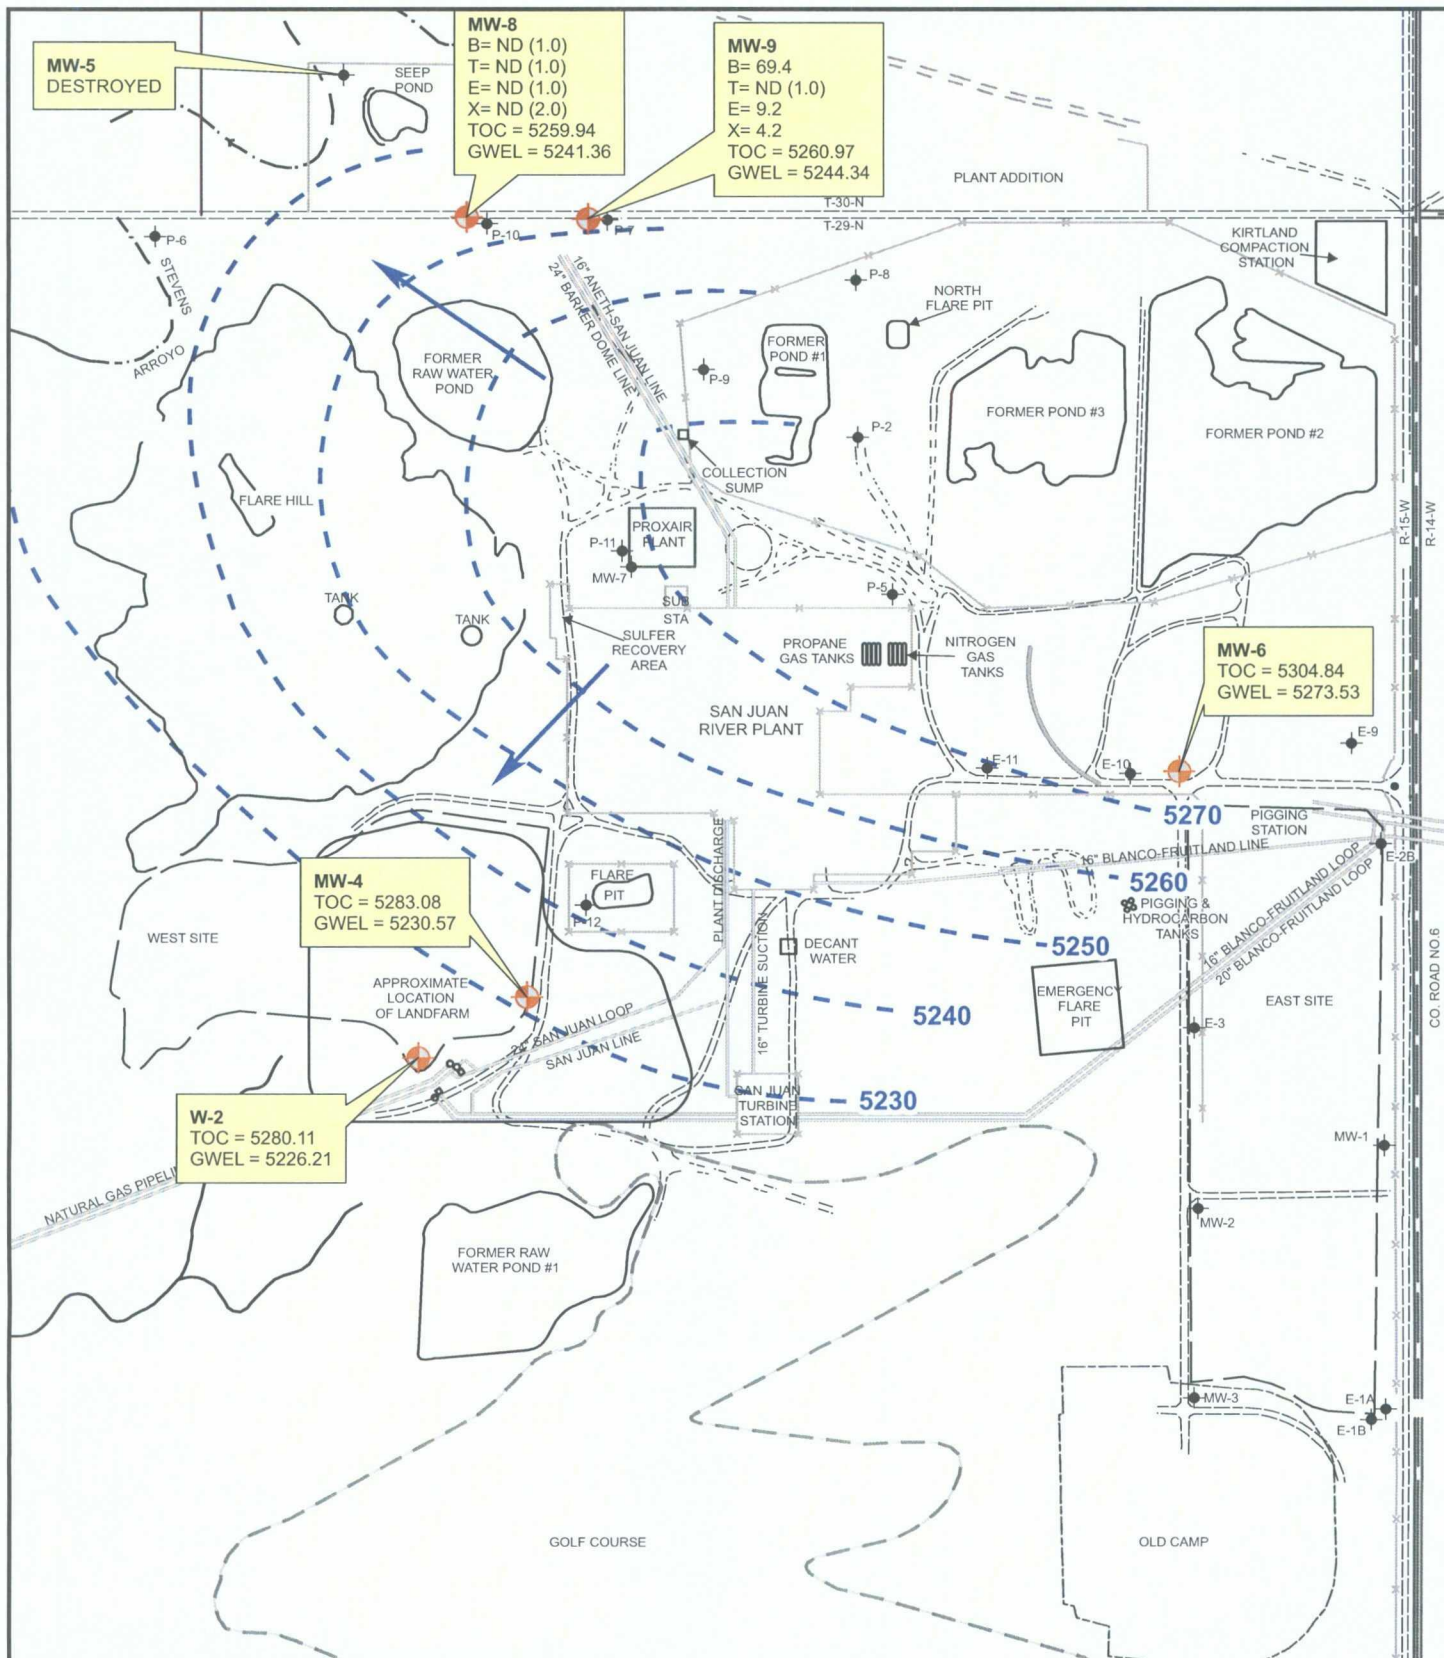 MW-5
DESTROYED
SEEP
POND
MW-8
B= ND (1.0)
T= ND (1.0)
E= ND (1.0)
X= ND (2.0)
TOC = 5259.94
GWEL = 5241.36
MW-9
B= 69.4
T= ND (1.0)
E= 9.2
X= 4.2
TOC = 5260.97
GWEL = 5244.34
PLANT ADDITION
T-30-N
T-29-N
P-6
P-10
P-7
STEVENS
ARROYO
KIRTLAND
COMPACTION
STATION
P-8
NORTH
FLARE PIT
16" ANETH-SAN JUAN LINE
24" BARKER DOME LINE
FORMER
RAW WATER
POND
FORMER
POND #1
P-9
FORMER POND #3
FORMER POND #2
P-2
COLLECTION
SUMP
FLARE HILL
PROXAIR
PLANT
P-11
MW-7
R-15-W
R-14-W
P-5
TANK
TANK
SUB
STA
SULFER
RECOVERY
AREA
PROPANE
GAS TANKS
NITROGEN
GAS
TANKS
MW-6
TOC = 5304.84
GWEL = 5273.53
SAN JUAN
RIVER PLANT
E-9
E-11
E-10
5270
PIGGING
STATION
E-2B
16" BLANCO-FRUITLAND LINE
5260
PLANT DISCHARGE
FLARE
PIT
P-12
MW-4
TOC = 5283.08
GWEL = 5230.57
PIGGING &
HYDROCARBON
TANKS
16" BLANCO-FRUITLAND LOOP
20" BLANCO-FRUITLAND LOOP
WEST SITE
DECANT
WATER
5250
16" TURBINE SUCTION
CO. ROAD NO.6
APPROXIMATE
LOCATION
OF LANDFARM
EMERGENCY
FLARE
PIT
EAST SITE
5240
E-3
24" SAN JUAN LOOP
SAN JUAN LINE
SAN JUAN
TURBINE
STATION
5230
W-2
TOC = 5280.11
GWEL = 5226.21
MW-1
NATURAL GAS PIPELI
MW-2
FORMER RAW
WATER POND #1
MW-3
E-1A
E-1B
GOLF COURSE
OLD CAMP